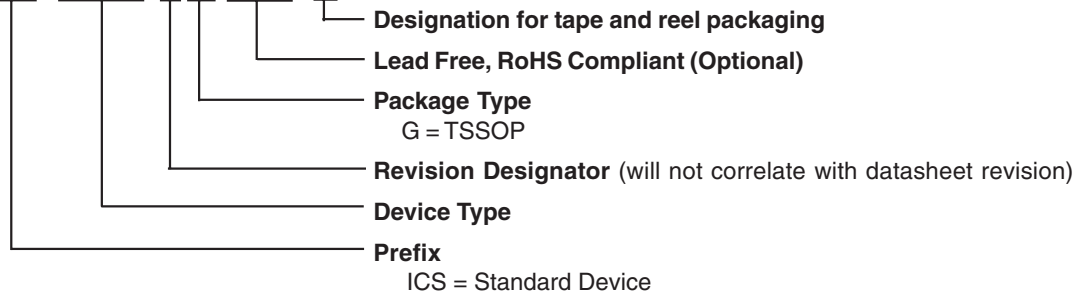 Designation for tape and reel packaging
Lead Free, RoHS Compliant (Optional)
Package Type
G = TSSOP
Revision Designator (will not correlate with datasheet revision)
Device Type
Prefix
ICS = Standard Device